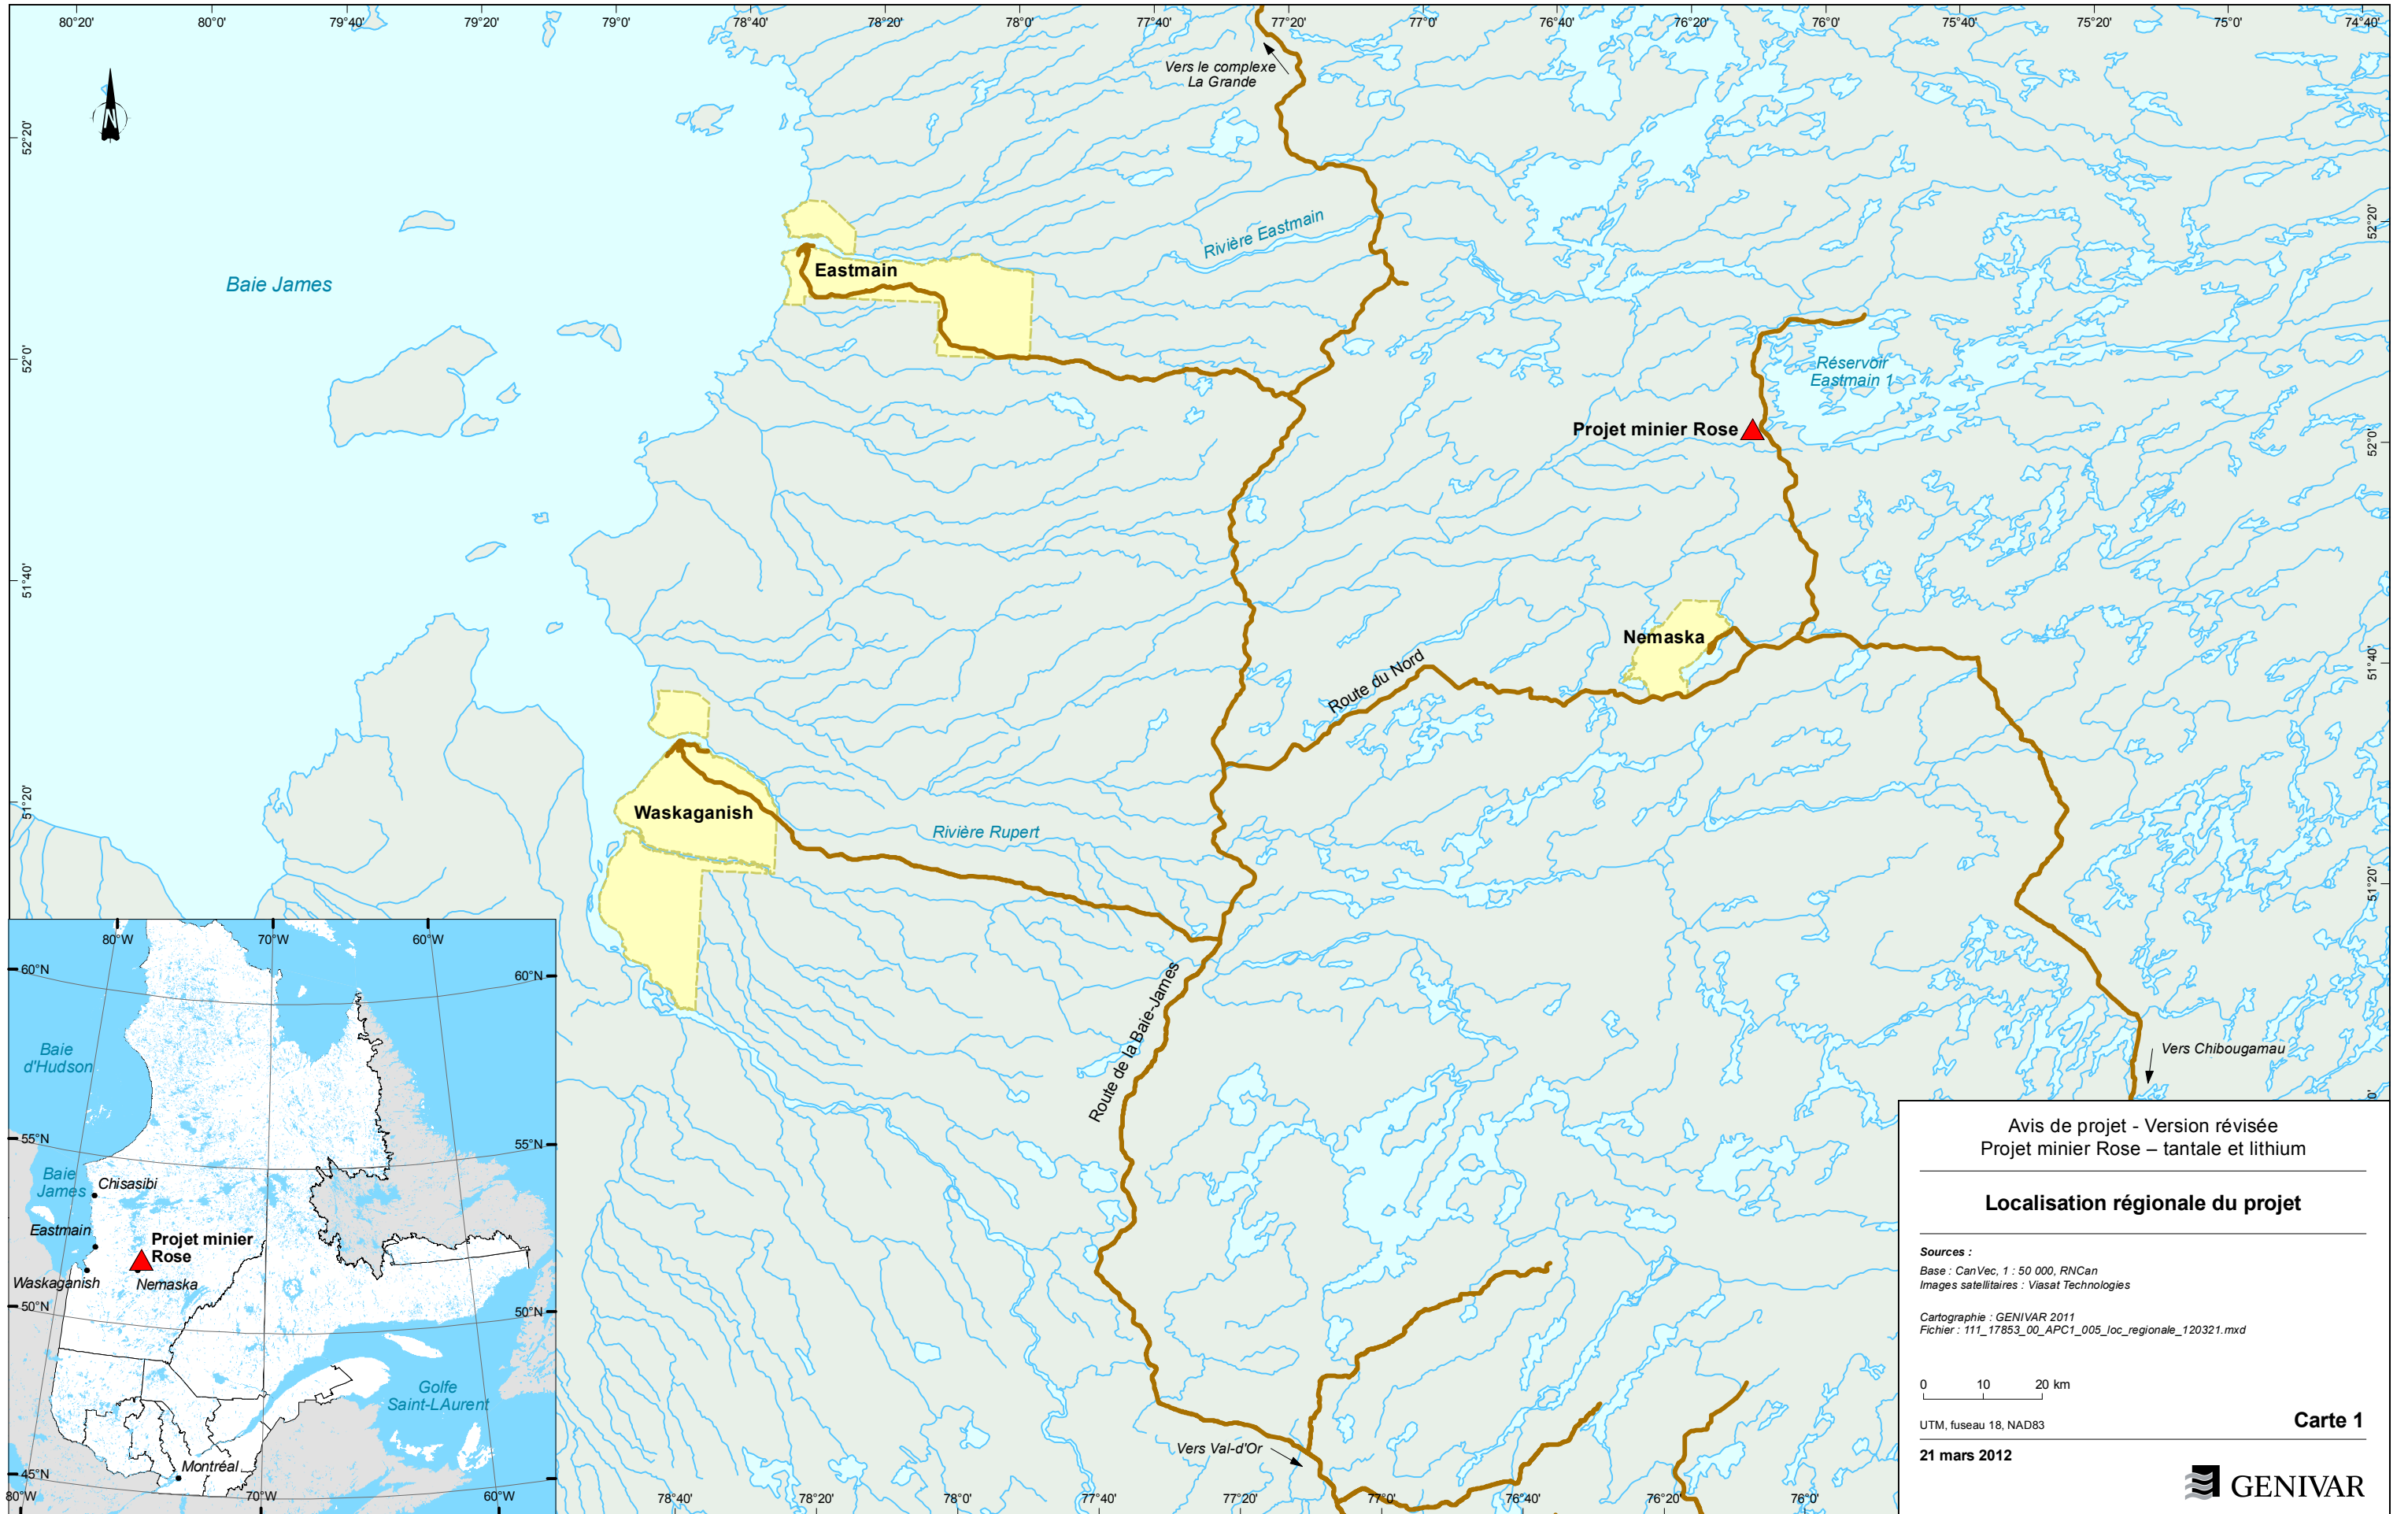 80°20' 80°0' 79°40' 79°20' 79°0' 78°40' 78°20' 78°0' 77°40' 77°20' 77°0' 76°40' 76°20' 76°0' 75°40' 75°20' 75°0' 74°40'
Vers le complexe
La Grande
N
52°20'
52°20'
Rivière Eastmain
Eastmain
Baie James
52°0'
Réservoir
Eastmain 1
Projet minier Rose
52°0'
51°40'
Nemaska
51°40'
Route du Nord
51°20'
Waskaganish
Rivière Rupert
51°20'
Route de la Baie-James
Vers Chibougamau
0'
Vers Val-d'Or
78°40' 78°20' 78°0' 77°40' 77°20' 77°0' 76°40' 76°20' 76°0'
80°W 70°W 60°W
60°N
60°N
Baie
d'Hudson
55°N
55°N
Baie
James
Chisasibi
Eastmain
Projet minier
Rose
Waskaganish
Nemaska
50°N
50°N
Golfe
Saint-LAurent
Montréal
45°N
80°W 70°W 60°W
Avis de projet - Version révisée
Projet minier Rose – tantale et lithium
Localisation régionale du projet
Sources :
Base : CanVec, 1 : 50 000, RNCan
Images satellitaires : Viasat Technologies
Cartographie : GENIVAR 2011
Fichier : 111_17853_00_APC1_005_loc_regionale_120321.mxd
0 10 20 km
UTM, fuseau 18, NAD83
Carte 1
21 mars 2012
GENIVAR